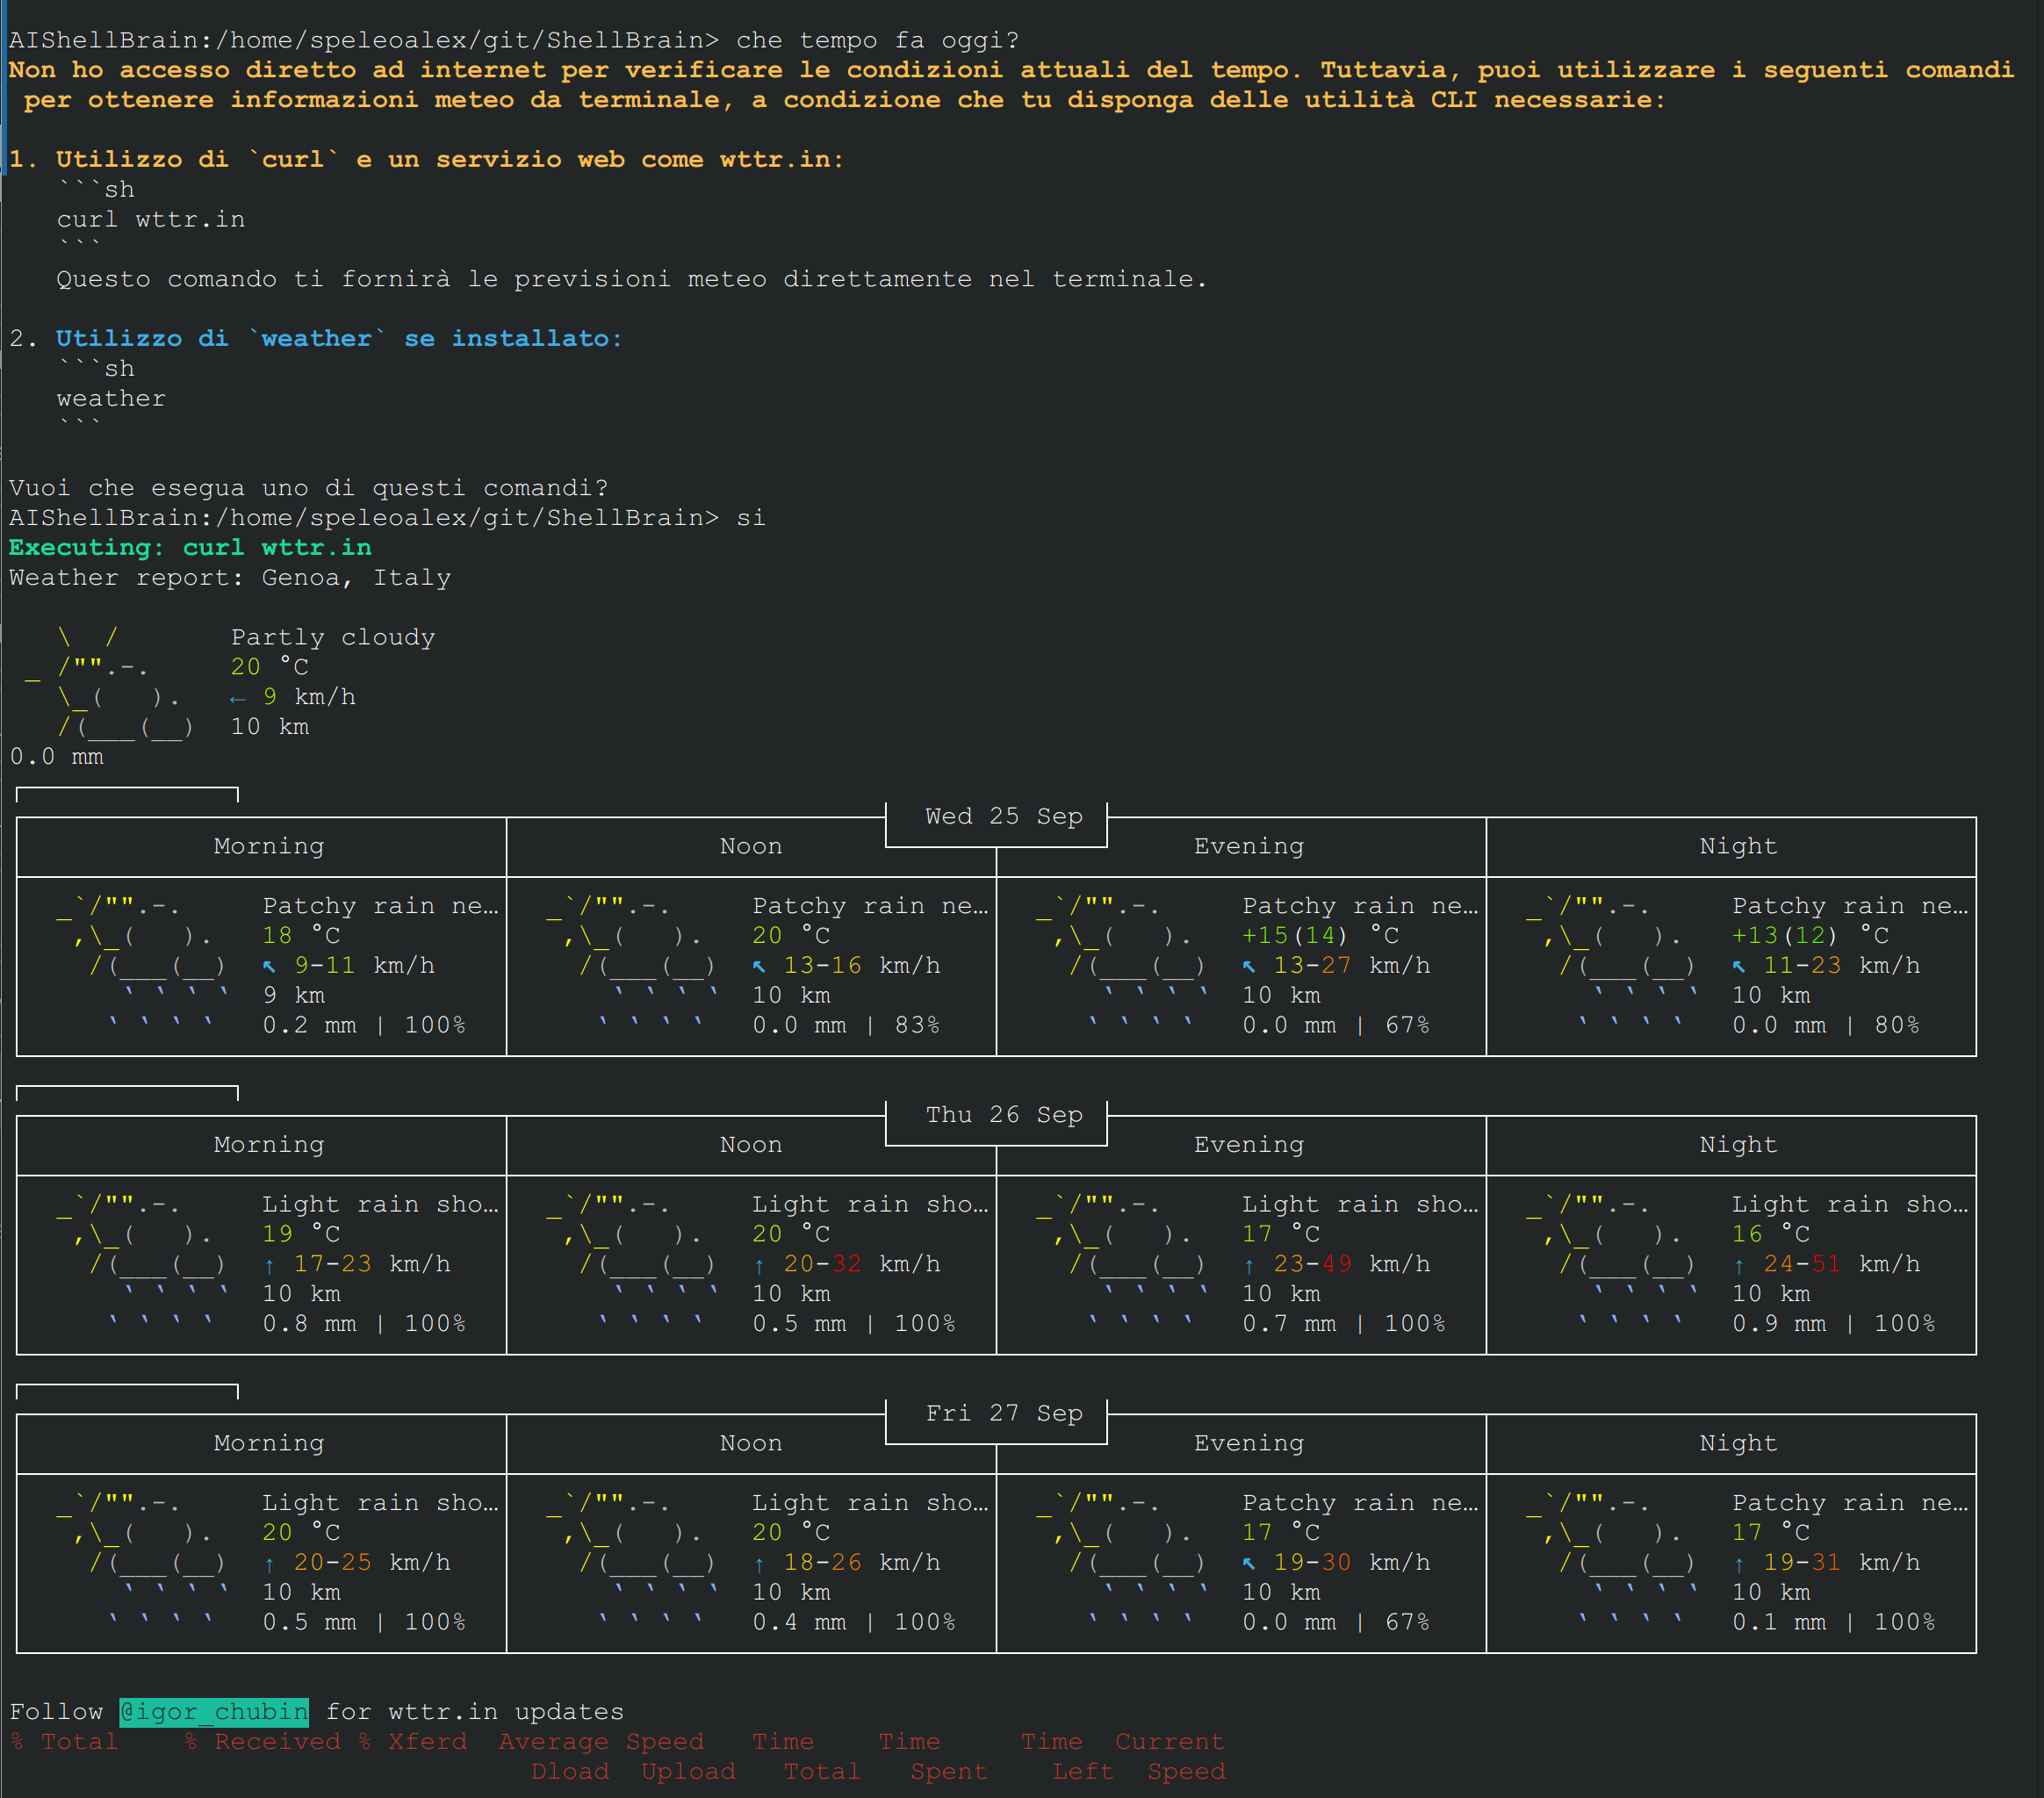 AIShellBrain:/home/speleoalex/git/ShellBrain> che tempo fa oggi?
Non ho accesso diretto ad internet per verificare le condizioni attuali del tempo. Tuttavia, puoi utilizzare i seguenti comandi
per ottenere informazioni meteo da terminale, a condizione che tu disponga delle utilità CLI necessarie:
1. Utilizzo di `curl` e un servizio web come wttr.in:
```sh
curl wttr.in
```
Questo comando ti fornirà le previsioni meteo direttamente nel terminale.
2. Utilizzo di `weather` se installato:
```sh
weather
```
Vuoi che esegua uno di questi comandi?
AIShellBrain:/home/speleoalex/git/ShellBrain> si
Executing: curl wttr.in
Weather report: Genoa, Italy
Partly cloudy
20 °C
← 9 km/h
10 km
0.0 mm
Wed 25 Sep
Morning Noon Evening Night
Patchy rain ne… Patchy rain ne… Patchy rain ne… Patchy rain ne…
18 °C 20 °C +15(14) °C +13(12) °C
↖ 9-11 km/h ↖ 13-16 km/h ↖ 13-27 km/h ↖ 11-23 km/h
9 km 10 km 10 km 10 km
0.2 mm | 100% 0.0 mm | 83% 0.0 mm | 67% 0.0 mm | 80%
Thu 26 Sep
Morning Noon Evening Night
Light rain sho… Light rain sho… Light rain sho… Light rain sho…
19 °C 20 °C 17 °C 16 °C
↑ 17-23 km/h ↑ 20-32 km/h ↑ 23-49 km/h ↑ 24-51 km/h
10 km 10 km 10 km 10 km
0.8 mm | 100% 0.5 mm | 100% 0.7 mm | 100% 0.9 mm | 100%
Fri 27 Sep
Morning Noon Evening Night
Light rain sho… Light rain sho… Patchy rain ne… Patchy rain ne…
20 °C 20 °C 17 °C 17 °C
↑ 20-25 km/h ↑ 18-26 km/h ↖ 19-30 km/h ↑ 19-31 km/h
10 km 10 km 10 km 10 km
0.5 mm | 100% 0.4 mm | 100% 0.0 mm | 67% 0.1 mm | 100%
Follow @igor_chubin for wttr.in updates
% Total % Received % Xferd Average Speed Time Time Time Current
Dload Upload Total Spent Left Speed